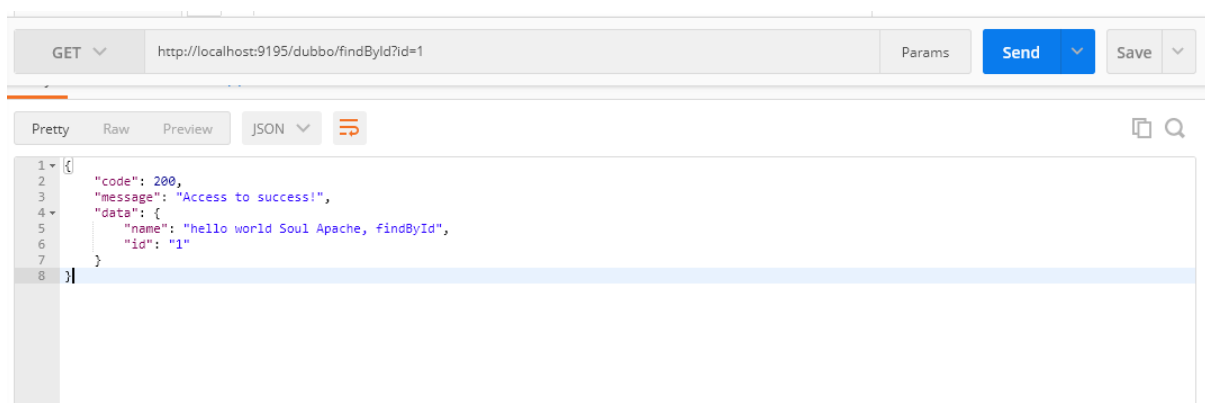 GET http://localhost:9195/dubbo/findById?id=1 Params Send Save
Pretty Raw Preview JSON
1 {
2 "code": 200,
3 "message": "Access to success!",
4 "data": {
5 "name": "hello world Soul Apache, findById",
6 "id": "1"
7 }
8 }